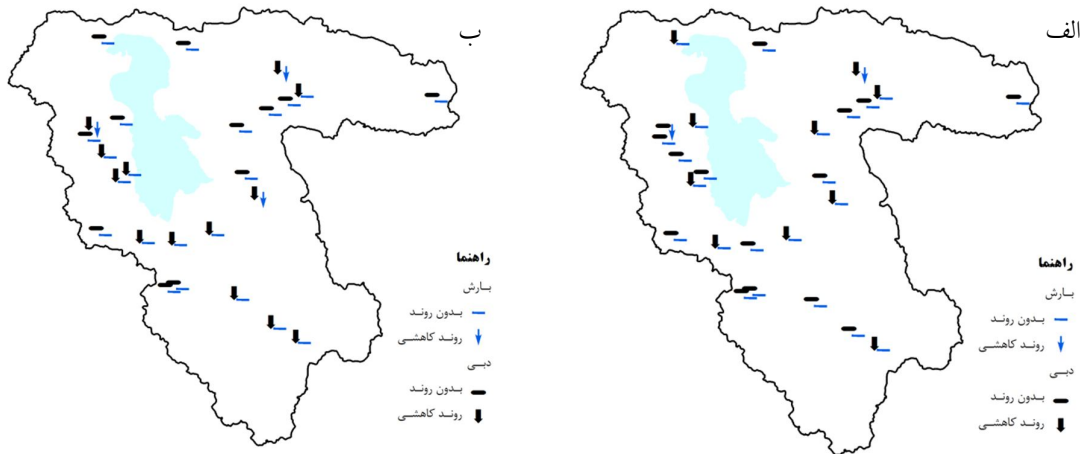 الف
راهنما
بارش
بدون روند
روند کاهشی
دبی
بدون روند
روند کاهشی
ب
راهنما
بارش
بدون روند
روند کاهشی
دبی
بدون روند
روند کاهشی